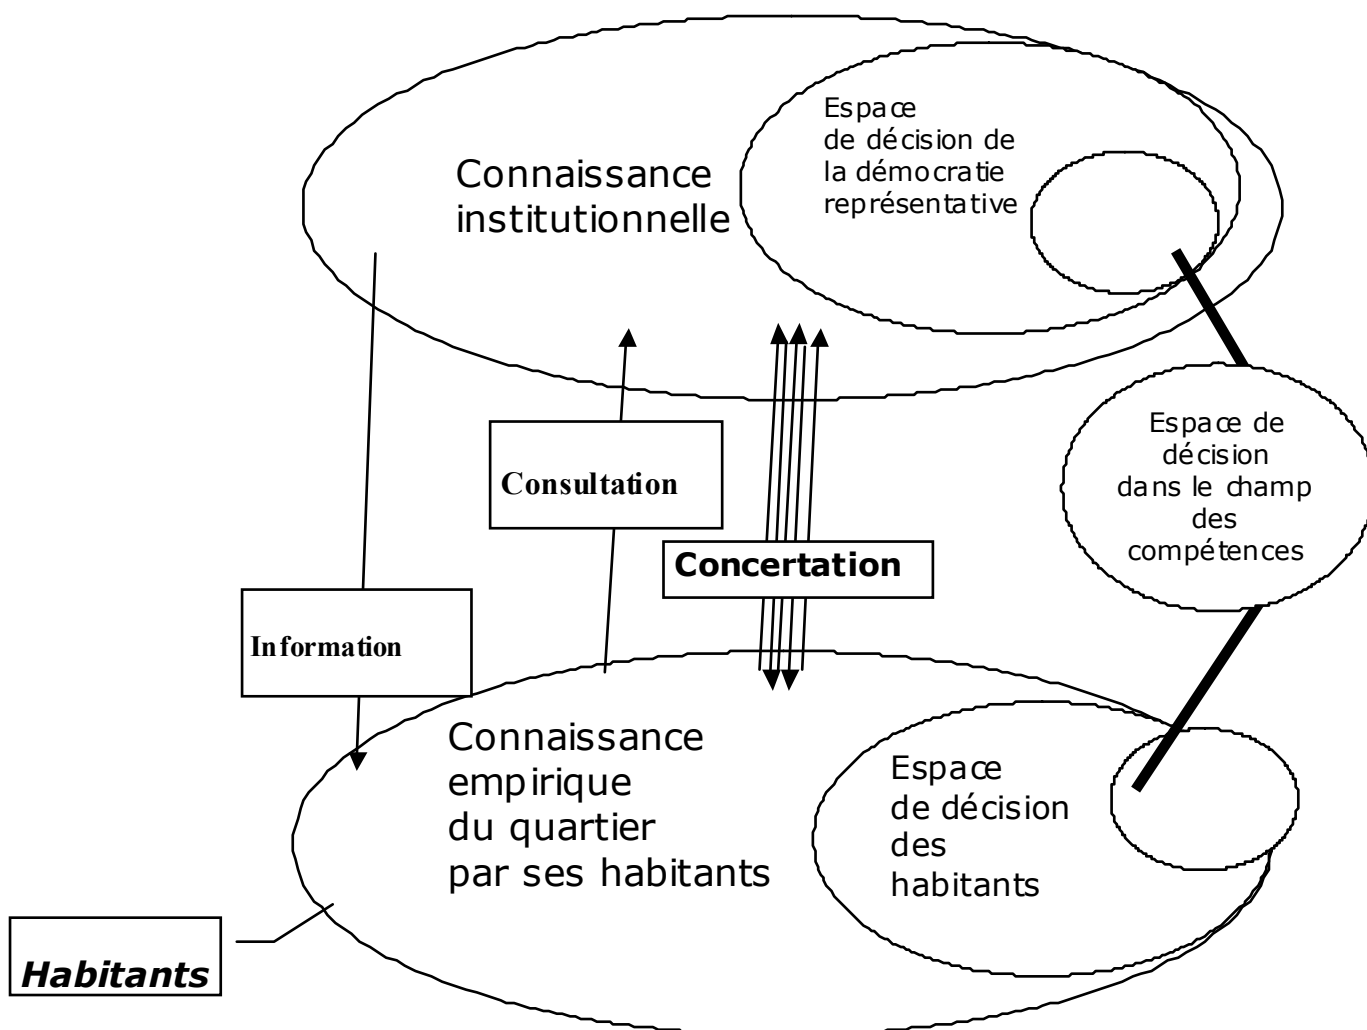 Connaissance
institutionnelle
Espace
de décision de
la démocratie
représentative
Consultation
Concertation
Information
Espace de
décision
dans le champ
des
compétences
Connaissance
empirique
du quartier
par ses habitants
Espace
de décision
des
habitants
Habitants